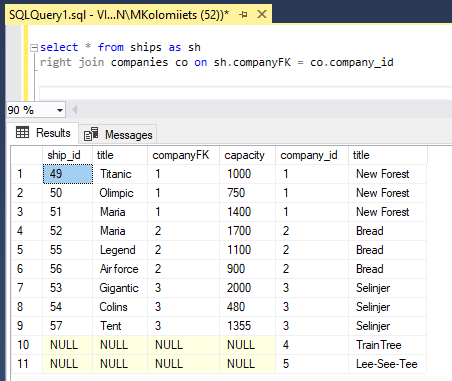 SQLQuery1.sql - VI...N\MKolomiiets (52))*
select * from ships as sh
right join companies co on sh.companyFK = co.company_id
90 %
Results Messages
ship_id title companyFK capacity company_id title
1 49 Titanic 1 1000 1 New Forest
2 50 Olimpic 1 750 1 New Forest
3 51 Maria 1 1400 1 New Forest
4 52 Maria 2 1700 2 Bread
5 55 Legend 2 1100 2 Bread
6 56 Air force 2 900 2 Bread
7 53 Gigantic 3 2000 3 Selinjer
8 54 Colins 3 480 3 Selinjer
9 57 Tent 3 1355 3 Selinjer
10 NULL NULL NULL NULL 4 Train Tree
11 NULL NULL NULL NULL 5 Lee-See-Tee